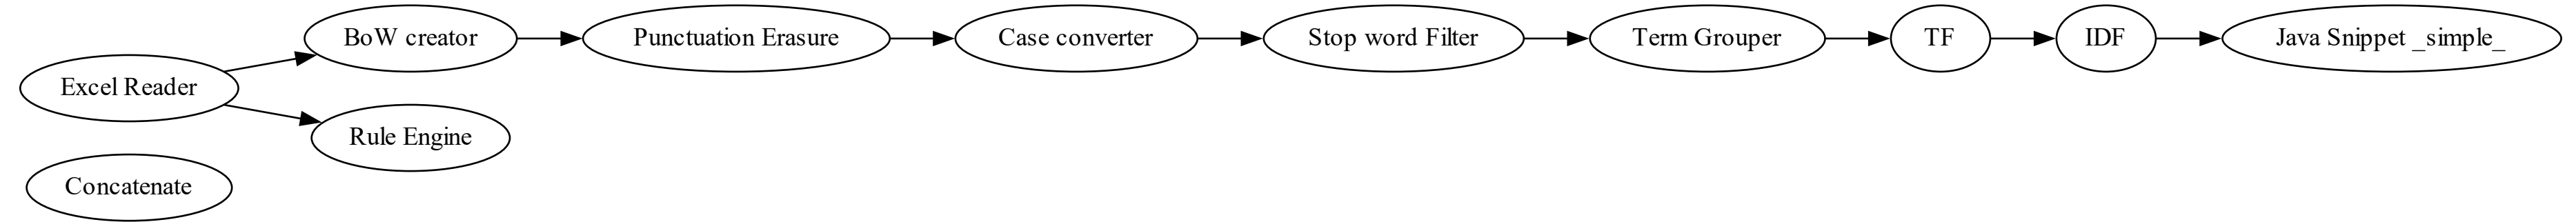 Excel Reader
BoW creator
Punctuation Erasure
Case converter
Stop word Filter
Term Grouper
TF
IDF
Java Snippet _simple_
Rule Engine
Concatenate